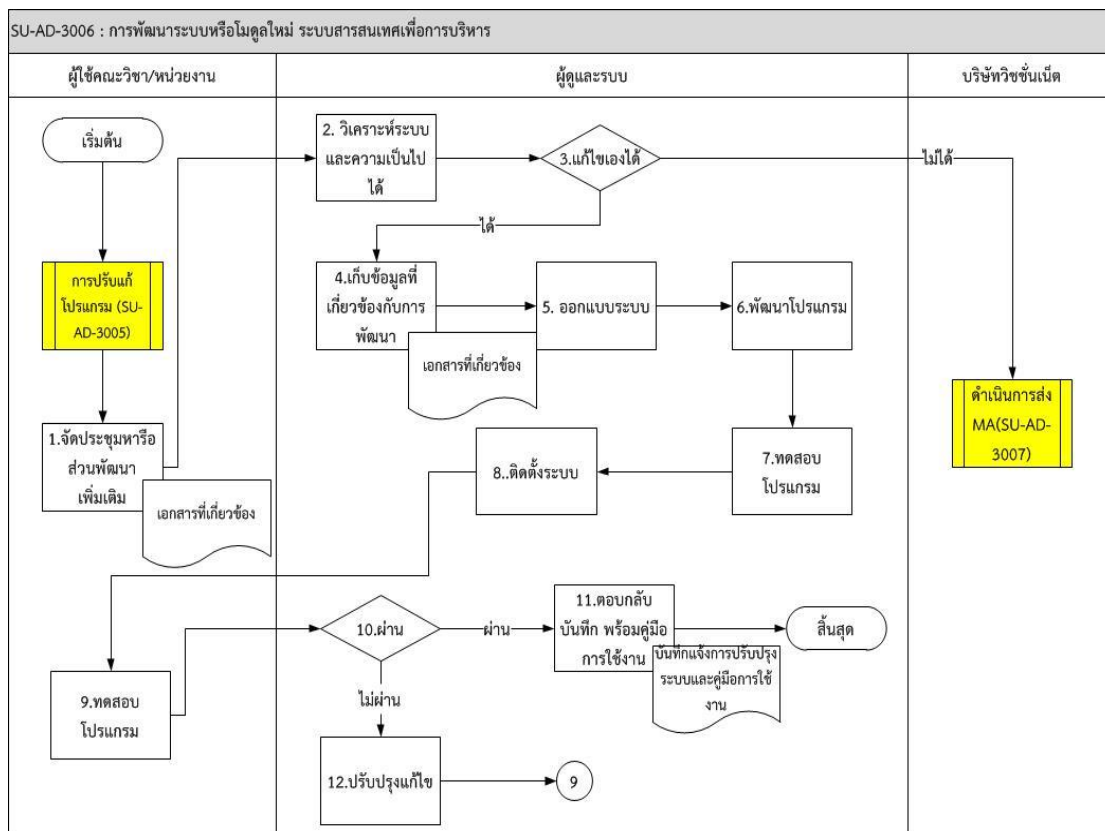 SU-AD-3006 : การพัฒนาระบบหรือโมดูลใหม่ ระบบสารสนเทศเพื่อการบริหาร
ผู้ใช้คณะวิชา/หน่วยงาน
ผู้ดูและรบบ
บริษัทวิชชั่นเน็ต
เริ่มต้น
2. วิเคราะห์ระบบ
และความเป็นไป
ได้
3.แก้ไขเองได้
ไม่ได้
ได้
การปรับแก้
โปรแกรม (SU-
AD-3005)
4.เก็บข้อมูลที่
เกี่ยวข้องกับการ
พัฒนา
เอกสารที่เกี่ยวข้อง
5. ออกแบบระบบ
6.พัฒนาโปรแกรม
ดำเนินการส่ง
MA(SU-AD-
3007)
1.จัดประชุมหารือ
ส่วนพัฒนา
เพิ่มเติม
เอกสารที่เกี่ยวข้อง
8..ติดตั้งระบบ
7.ทดสอบ
โปรแกรม
9.ทดสอบ
โปรแกรม
10.ผ่าน
ผ่าน
11.ตอบกลับ
บันทึก พร้อมคู่มือ
การใช้งาน
บันทึกแจ้งการปรับปรุง
ระบบและคู่มือการใช้
งาน
สิ้นสุด
ไม่ผ่าน
12.ปรับปรุงแก้ไข
9